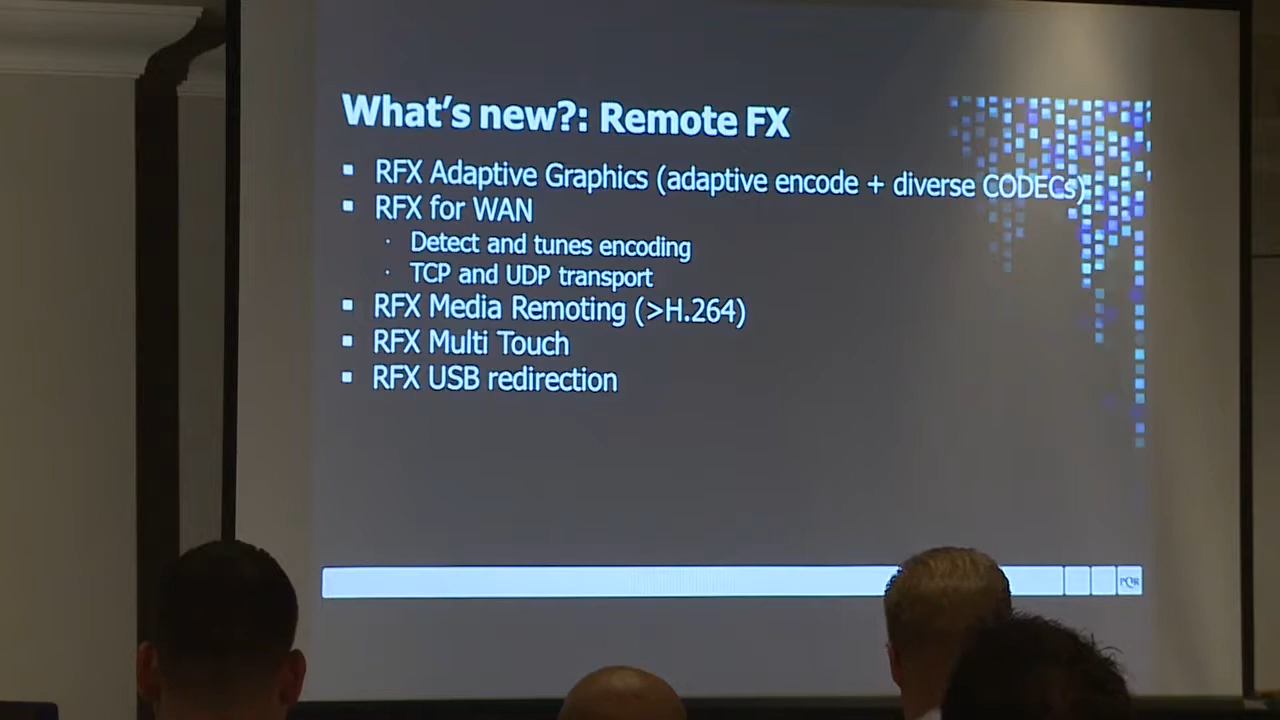 What's new?: Remote FX
RFX Adaptive Graphics (adaptive encode + diverse CODECs)
RFX for WAN
Detect and tunes encoding
TCP and UDP transport
RFX Media Remoting (>H.264)
RFX Multi Touch
RFX USB redirection
PQR